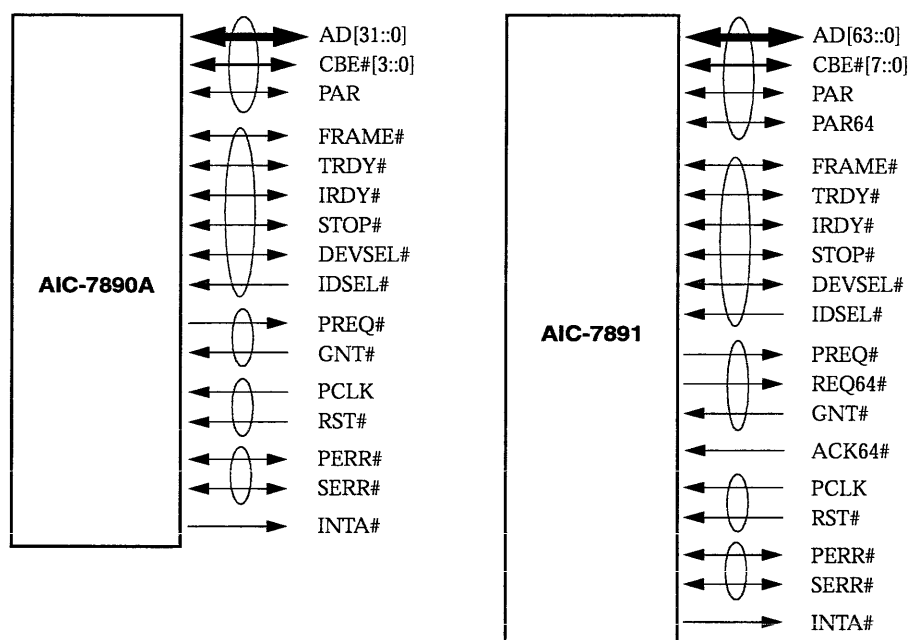 AIC-7890A
AD[31::0]
CBE#[3::0]
PAR
FRAME#
TRDY#
IRDY#
STOP#
DEVSEL#
IDSEL#
PREQ#
GNT#
PCLK
RST#
PERR#
SERR#
INTA#
AIC-7891
AD[63::0]
CBE#[7::0]
PAR
PAR64
FRAME#
TRDY#
IRDY#
STOP#
DEVSEL#
IDSEL#
PREQ#
REQ64#
GNT#
ACK64#
PCLK
RST#
PERR#
SERR#
INTA#